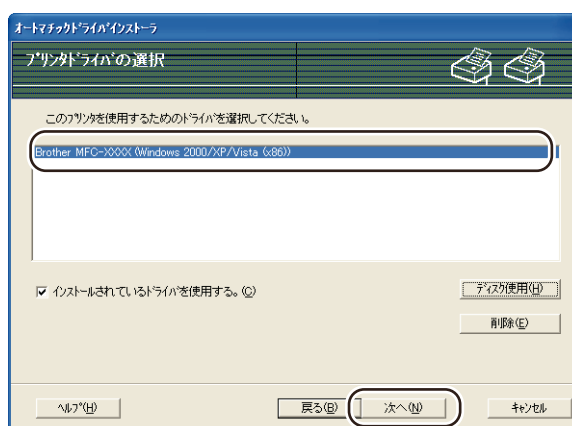 オートマチックドライバインストーラ
プリンタドライバの選択
このプリンタを使用するためのドライバを選択してください。
Brother MFC-XXXX (Windows 2000/XP/Vista (x86))
インストールされているドライバを使用する。(C)
ディスク使用(H)
削除(E)
ヘルプ(H)
戻る(B)
次へ(N)
キャンセル